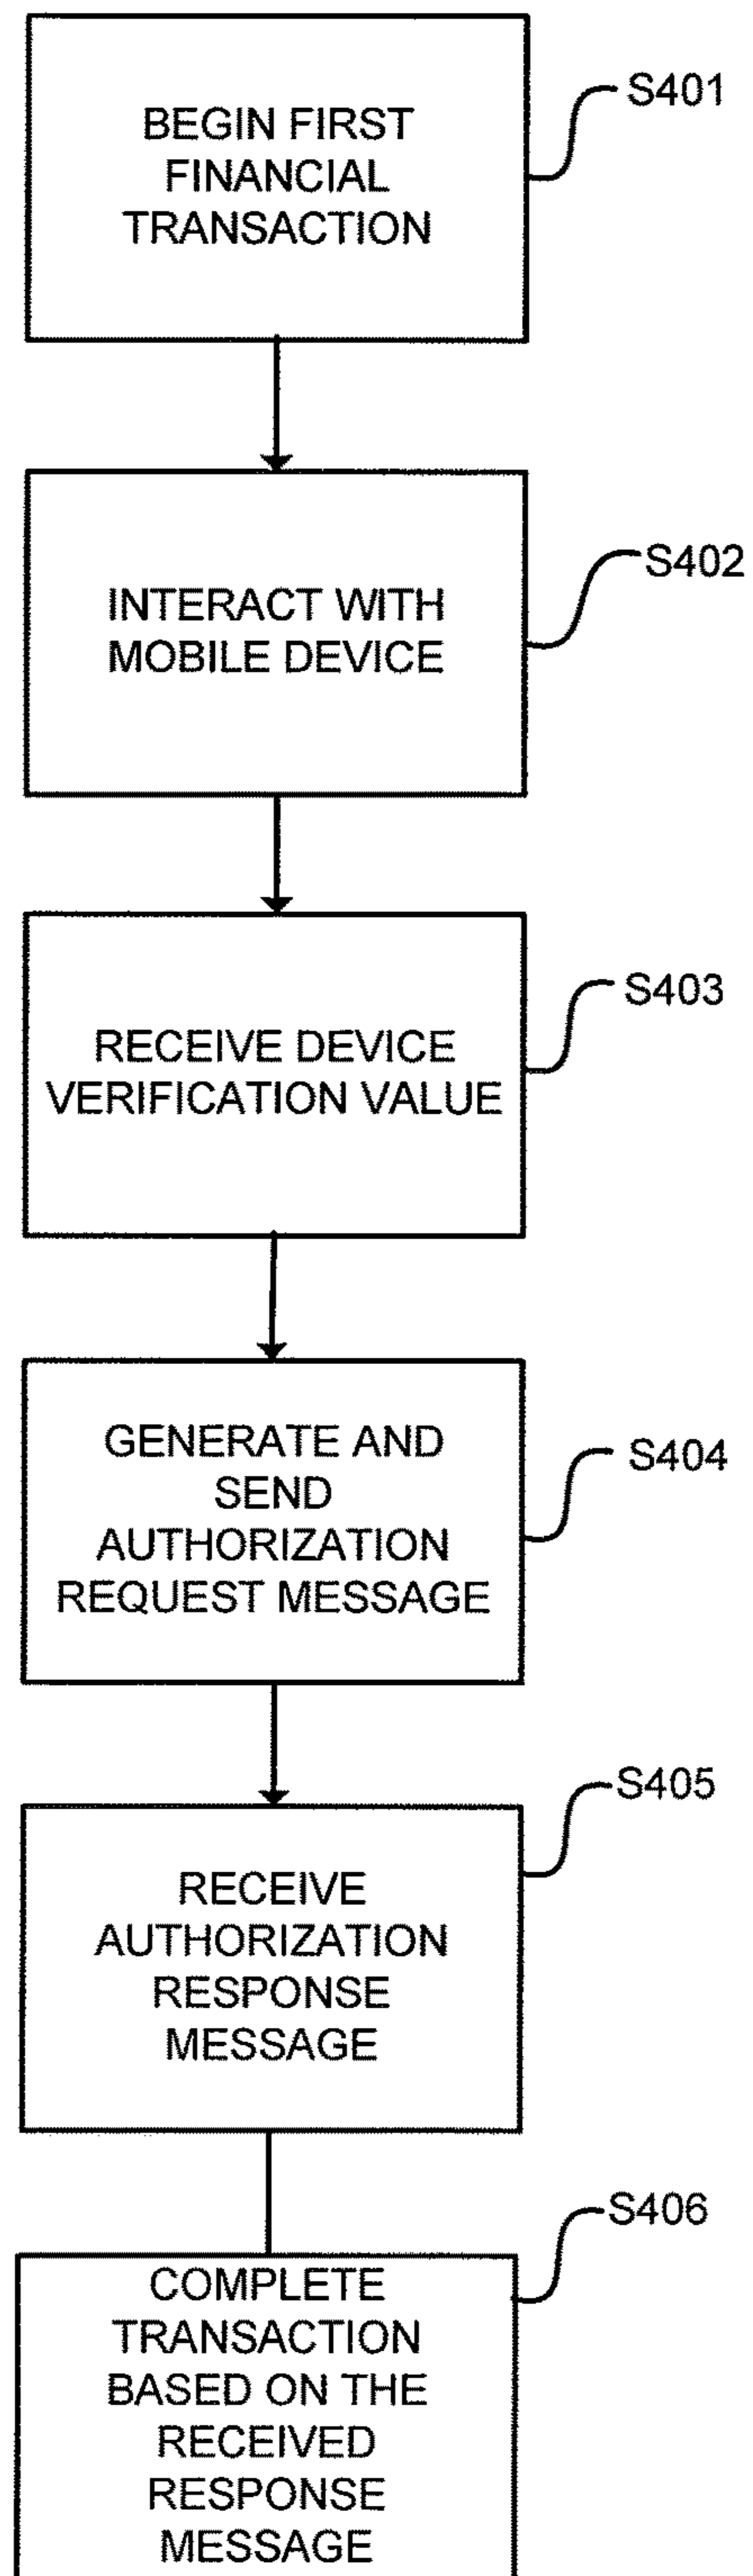 BEGIN FIRST
FINANCIAL
TRANSACTION
S401
INTERACT WITH
MOBILE DEVICE
S402
RECEIVE DEVICE
VERIFICATION VALUE
S403
GENERATE AND
SEND
AUTHORIZATION
REQUEST MESSAGE
S404
RECEIVE
AUTHORIZATION
RESPONSE
MESSAGE
S405
COMPLETE
TRANSACTION
BASED ON THE
RECEIVED
RESPONSE
MESSAGE
S406